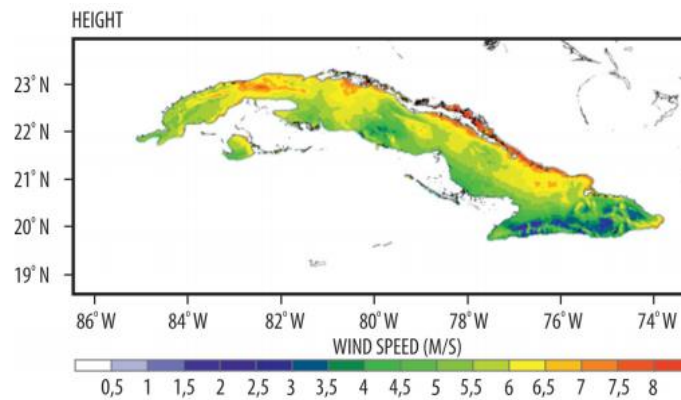 HEIGHT
23° N
22° N
21° N
20° N
19° N
86° W 84° W 82° W 80° W 78° W 76° W 74° W
WIND SPEED (M/S)
0,5 1 1,5 2 2,5 3 3,5 4 4,5 5 5,5 6 6,5 7 7,5 8